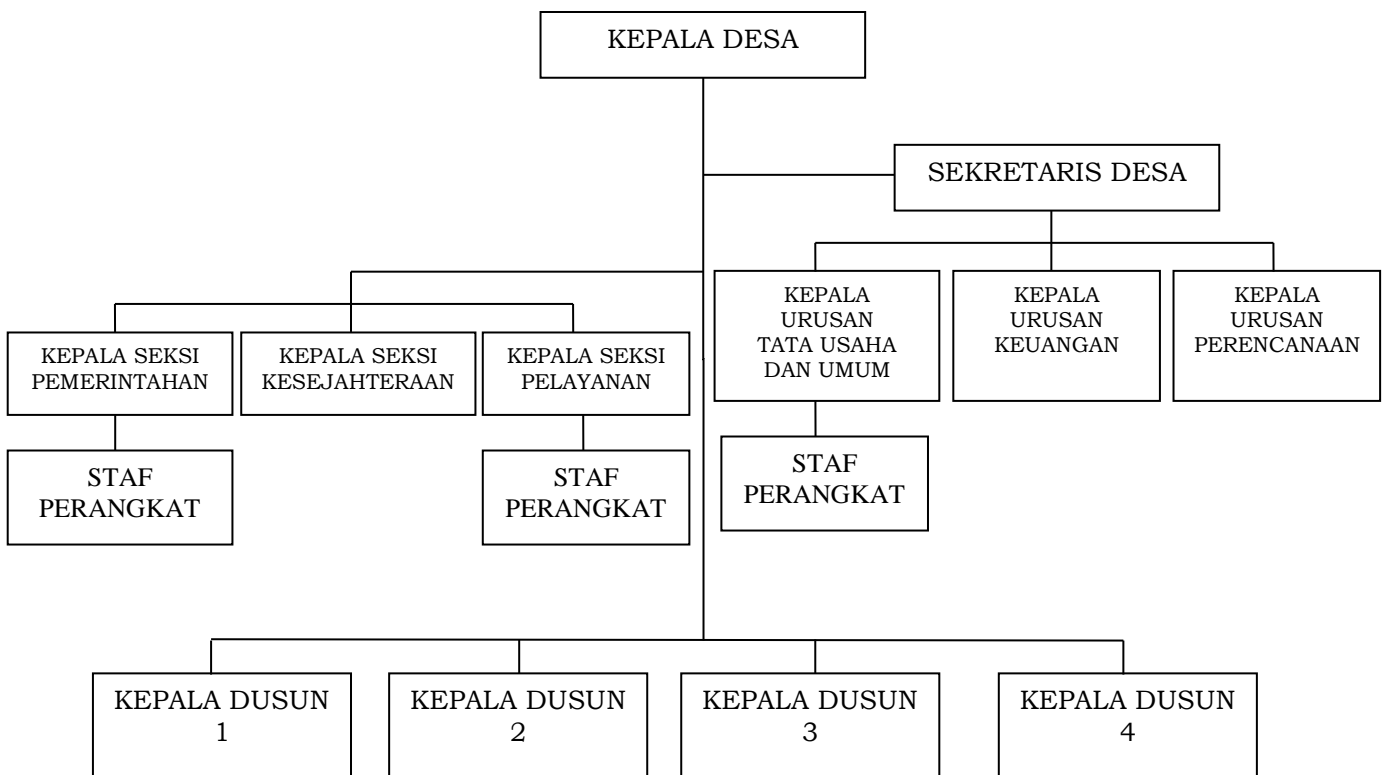 KEPALA DESA
SEKRETARIS DESA
KEPALA
URUSAN
TATA USAHA
DAN UMUM
KEPALA
URUSAN
KEUANGAN
KEPALA
URUSAN
PERENCANAAN
KEPALA SEKSI
PEMERINTAHAN
KEPALA SEKSI
KESEJAHTERAAN
KEPALA SEKSI
PELAYANAN
STAF
PERANGKAT
STAF
PERANGKAT
STAF
PERANGKAT
KEPALA DUSUN
1
KEPALA DUSUN
2
KEPALA DUSUN
3
KEPALA DUSUN
4